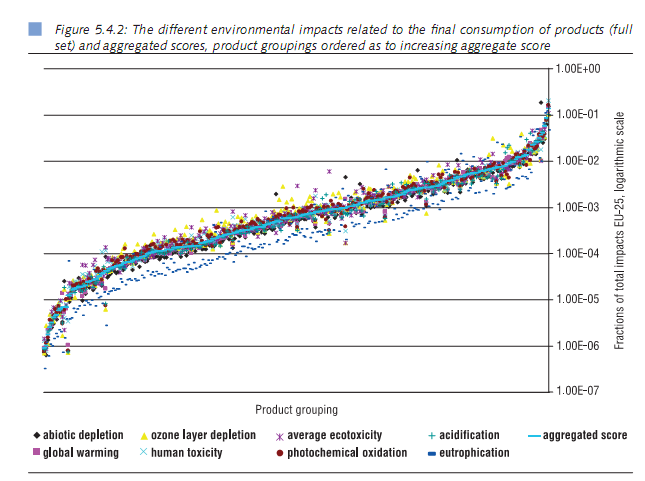 Figure 5.4.2: The different environmental impacts related to the final consumption of products (full
set) and aggregated scores, product groupings ordered as to increasing aggregate score
1.00E+00
1.00E-01
1.00E-02
1.00E-03
1.00E-04
1.00E-05
1.00E-06
1.00E-07
Fractions of total impacts EU-25, logarithmic scale
Product grouping
abiotic depletion ozone layer depletion average ecotoxicity acidification aggregated score
global warming human toxicity photochemical oxidation eutrophication